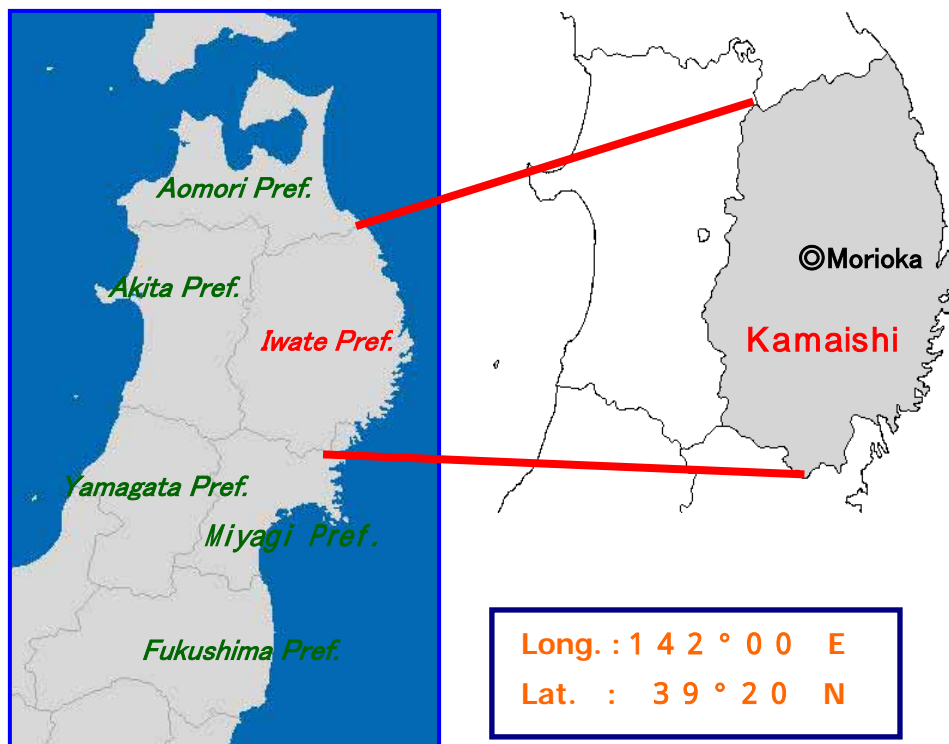 Aomori Pref.
Akita Pref.
Iwate Pref.
Yamagata Pref.
Miyagi Pref.
Fukushima Pref.
◎Morioka
Kamaishi
Long. : 142°00 E
Lat. : 39°20 N